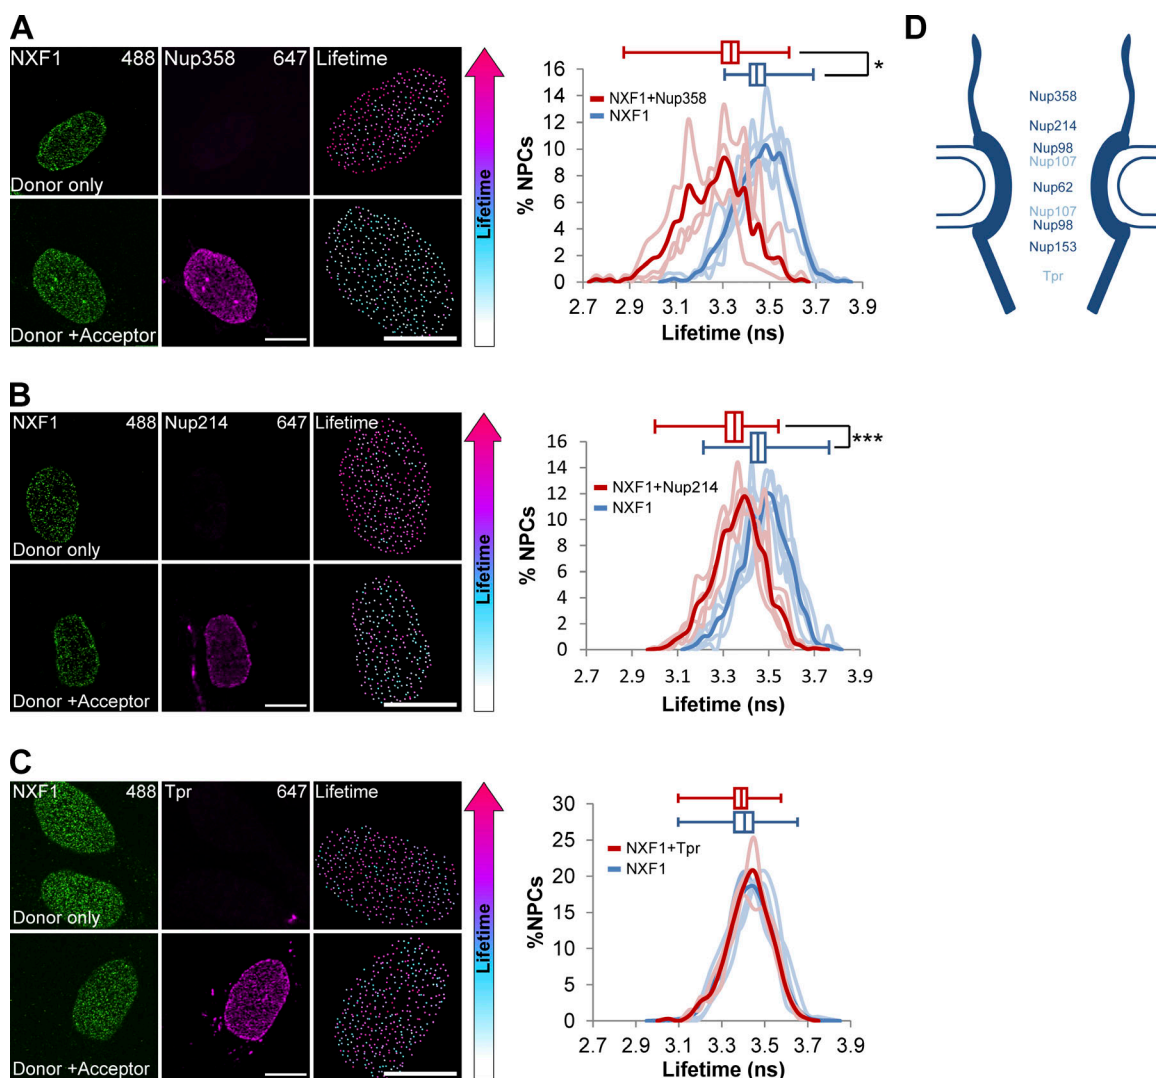 A
NXF1 488
Nup358 647
Lifetime
Donor only
Donor +Acceptor
Lifetime
*
NXF1+Nup358
NXF1
% NPCs
16
14
12
10
8
6
4
2
0
2.7 2.9 3.1 3.3 3.5 3.7 3.9
Lifetime (ns)
D
Nup358
Nup214
Nup98
Nup107
Nup62
Nup107
Nup98
Nup153
Tpr
B
NXF1 488
Nup214 647
Lifetime
Donor only
Donor +Acceptor
Lifetime
***
NXF1+Nup214
NXF1
% NPCs
16
14
12
10
8
6
4
2
0
2.7 2.9 3.1 3.3 3.5 3.7 3.9
Lifetime (ns)
C
NXF1 488
Tpr 647
Lifetime
Donor only
Donor +Acceptor
Lifetime
NXF1+Tpr
NXF1
%NPCs
30
25
20
15
10
5
0
2.7 2.9 3.1 3.3 3.5 3.7 3.9
Lifetime (ns)